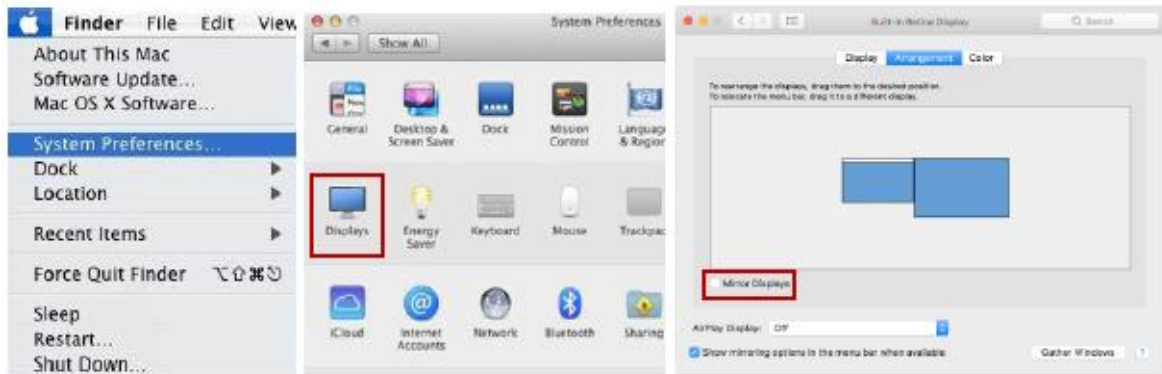 Finder File Edit View
About This Mac
Software Update...
Mac OS X Software...
System Preferences...
Dock
Location
Recent Items
Force Quit Finder ⌥⇧⌘⎋
Sleep
Restart...
Shut Down...
System Preferences
Show All
General Desktop & Screen Saver Dock Mission Control Language & Region
Displays Energy Saver Keyboard Mouse Trackpad
iCloud Internet Accounts Network Bluetooth Sharing
Built-in Retina Display
Search
Display Arrangement Color
To rearrange the displays, drag them to the desired position.
To relocate the menu bar, drag it to a different display.
Mirror Displays
AirPlay Display: Off
Show mirroring options in the menu bar when available
Gather Windows ?